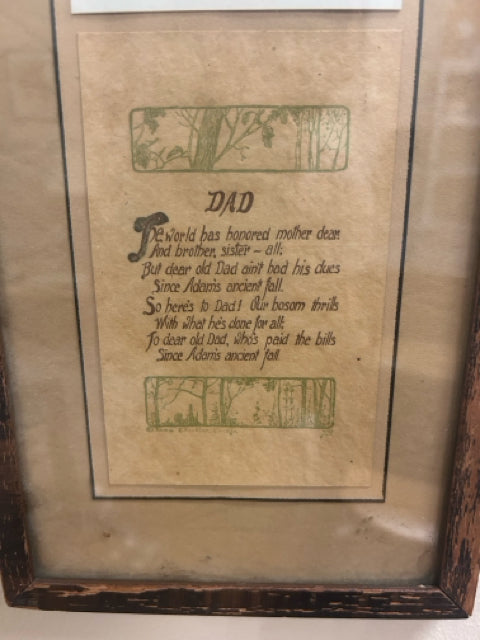 DAD
The world has honored mother dear.
And brother, sister – all;
But dear old Dad ain't had his dues
Since Adam's ancient fall.
So here's to Dad! Our bosom thrills
With what he's done for all;
To dear old Dad, who's paid the bills
Since Adam's ancient fall.